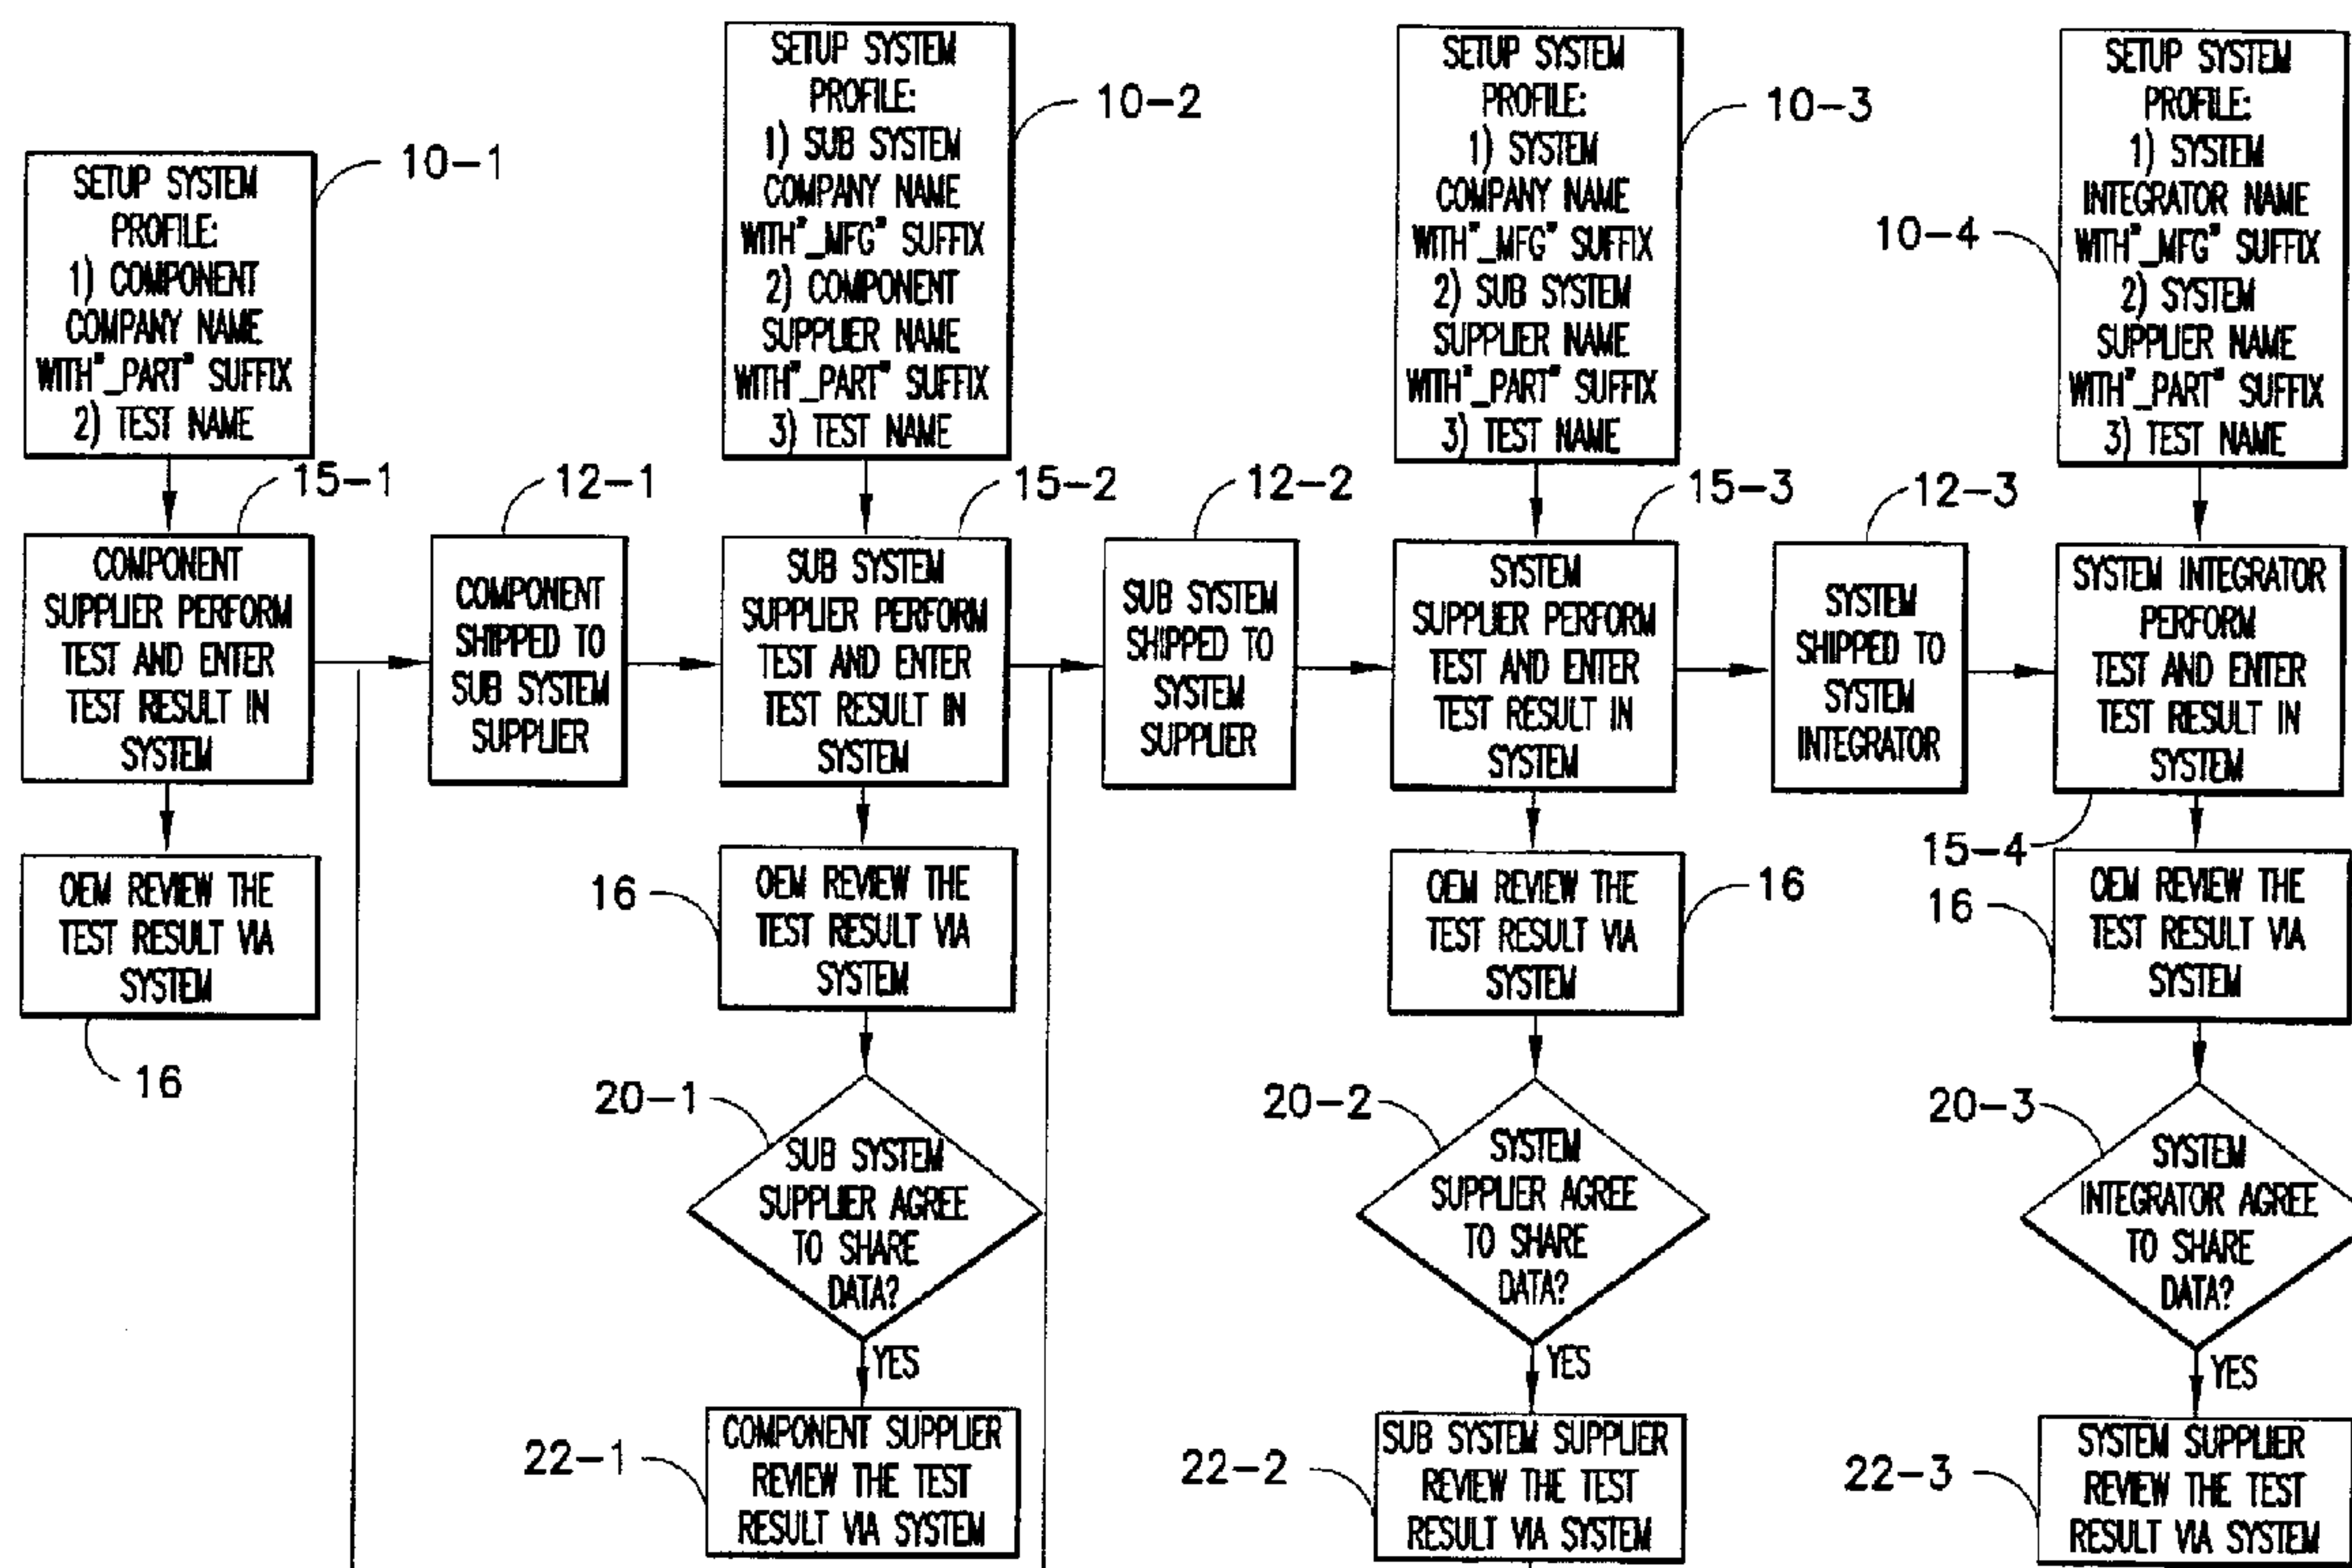 SETUP SYSTEM
PROFILE:
1) COMPONENT
COMPANY NAME
WITH"_PART" SUFFIX
2) TEST NAME
10-1
SETUP SYSTEM
PROFILE:
1) SUB SYSTEM
COMPANY NAME
WITH"_MFG" SUFFIX
2) COMPONENT
SUPPLIER NAME
WITH"_PART" SUFFIX
3) TEST NAME
10-2
SETUP SYSTEM
PROFILE:
1) SYSTEM
COMPANY NAME
WITH"_MFG" SUFFIX
2) SUB SYSTEM
SUPPLIER NAME
WITH"_PART" SUFFIX
3) TEST NAME
10-3
SETUP SYSTEM
PROFILE:
1) SYSTEM
INTEGRATOR NAME
WITH"_MFG" SUFFIX
2) SYSTEM
SUPPLIER NAME
WITH"_PART" SUFFIX
3) TEST NAME
10-4
15-1
COMPONENT
SUPPLIER PERFORM
TEST AND ENTER
TEST RESULT IN
SYSTEM
12-1
COMPONENT
SHIPPED TO
SUB SYSTEM
SUPPLIER
15-2
SUB SYSTEM
SUPPLIER PERFORM
TEST AND ENTER
TEST RESULT IN
SYSTEM
12-2
SUB SYSTEM
SHIPPED TO
SYSTEM
SUPPLIER
15-3
SYSTEM
SUPPLIER PERFORM
TEST AND ENTER
TEST RESULT IN
SYSTEM
12-3
SYSTEM
SHIPPED TO
SYSTEM
INTEGRATOR
SYSTEM INTEGRATOR
PERFORM
TEST AND ENTER
TEST RESULT IN
SYSTEM
15-4
OEM REVIEW THE
TEST RESULT VIA
SYSTEM
16
OEM REVIEW THE
TEST RESULT VIA
SYSTEM
16
OEM REVIEW THE
TEST RESULT VIA
SYSTEM
16
OEM REVIEW THE
TEST RESULT VIA
SYSTEM
16
20-1
SUB SYSTEM
SUPPLIER AGREE
TO SHARE
DATA?
YES
20-2
SYSTEM
SUPPLIER AGREE
TO SHARE
DATA?
YES
20-3
SYSTEM
INTEGRATOR AGREE
TO SHARE
DATA?
YES
22-1
COMPONENT SUPPLIER
REVIEW THE TEST
RESULT VIA SYSTEM
22-2
SUB SYSTEM SUPPLIER
REVIEW THE TEST
RESULT VIA SYSTEM
22-3
SYSTEM SUPPLIER
REVIEW THE TEST
RESULT VIA SYSTEM